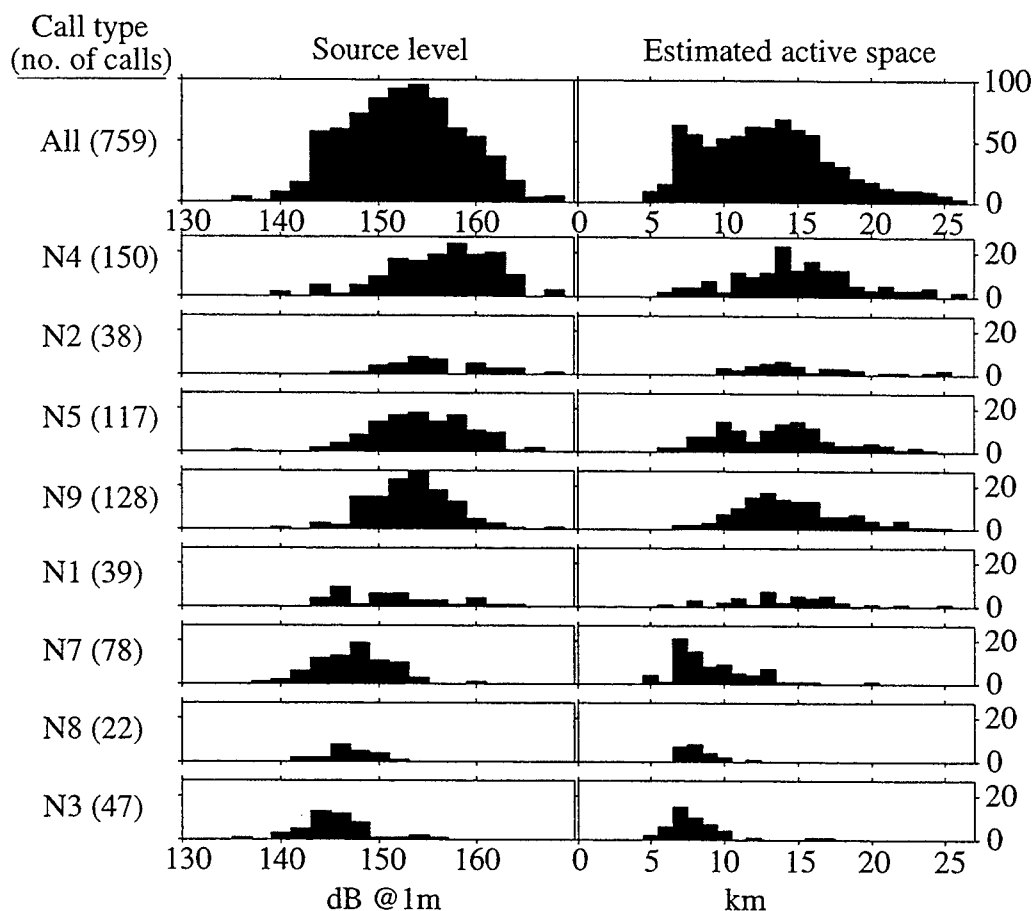 Call type
(no. of calls)
Source level
Estimated active space
All (759)
100
50
0
130 140 150 160 0 5 10 15 20 25
N4 (150)
20
0
N2 (38)
20
0
N5 (117)
20
0
N9 (128)
20
0
N1 (39)
20
0
N7 (78)
20
0
N8 (22)
20
0
N3 (47)
20
0
130 140 150 160 0 5 10 15 20 25
dB @1m
km